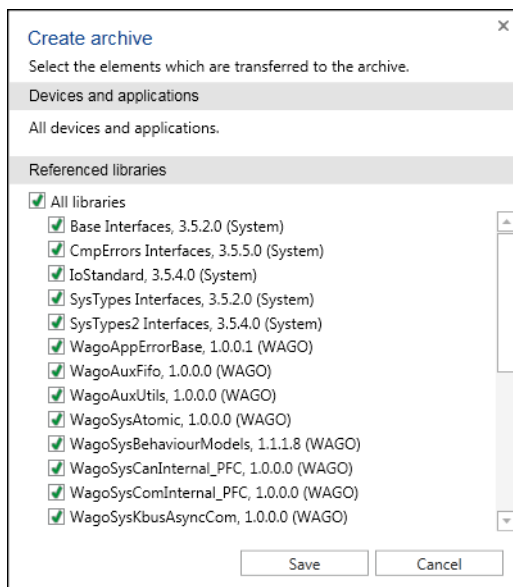 Create archive
Select the elements which are transferred to the archive.
Devices and applications
All devices and applications.
Referenced libraries
All libraries
Base Interfaces, 3.5.2.0 (System)
CmpErrors Interfaces, 3.5.5.0 (System)
IoStandard, 3.5.4.0 (System)
SysTypes Interfaces, 3.5.2.0 (System)
SysTypes2 Interfaces, 3.5.4.0 (System)
WagoAppErrorBase, 1.0.0.1 (WAGO)
WagoAuxFifo, 1.0.0.0 (WAGO)
WagoAuxUtils, 1.0.0.0 (WAGO)
WagoSysAtomic, 1.0.0.0 (WAGO)
WagoSysBehaviourModels, 1.1.1.8 (WAGO)
WagoSysCanInternal_PFC, 1.0.0.0 (WAGO)
WagoSysComInternal_PFC, 1.0.0.0 (WAGO)
WagoSysKbusAsyncCom, 1.0.0.0 (WAGO)
Save
Cancel